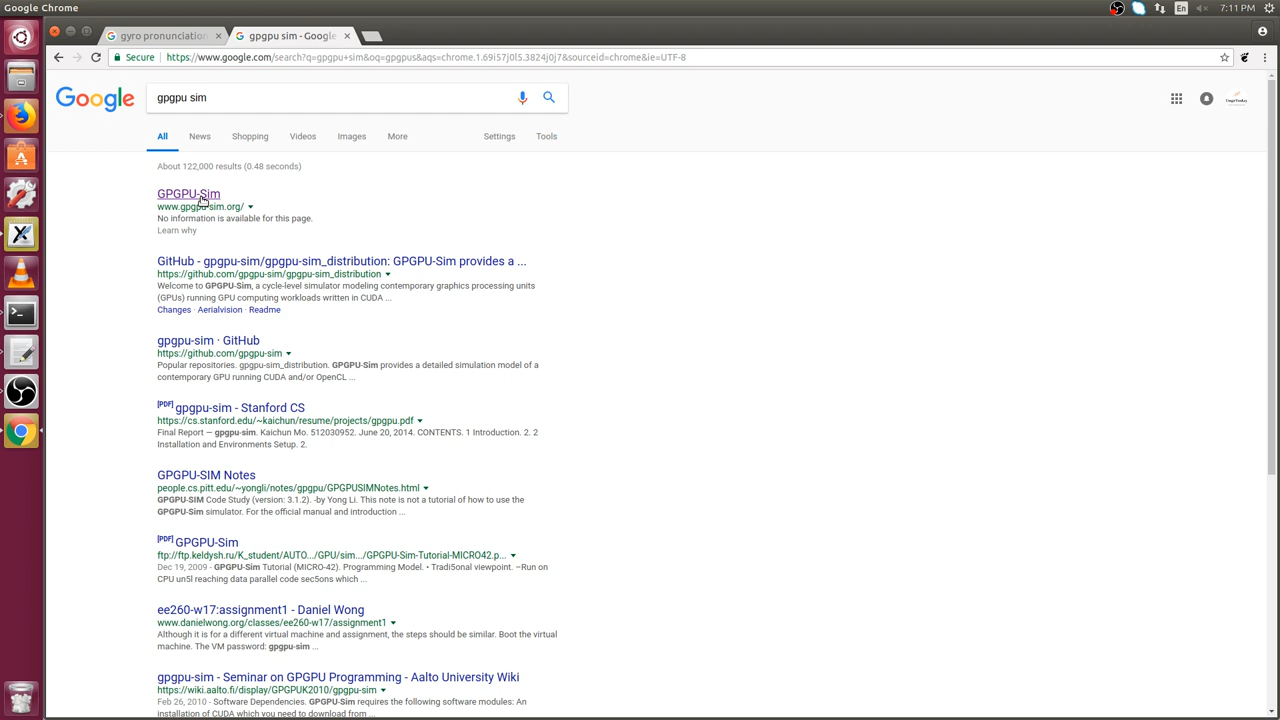 Google Chrome
En
7:11 PM
gyro pronunciation
gpgpu sim - Google
Secure
https://www.google.com/search?q=gpgpu+sim&oq=gpgpus&aqs=chrome.1.69i57j0l5.3824j0j7&sourceid=chrome&ie=UTF-8
Google
gpgpu sim
All News Shopping Videos Images More Settings Tools
About 122,000 results (0.48 seconds)
GPGPU-Sim
www.gpgpu-sim.org/
No information is available for this page.
Learn why
GitHub - gpgpu-sim/gpgpu-sim_distribution: GPGPU-Sim provides a ...
https://github.com/gpgpu-sim/gpgpu-sim_distribution
Welcome to GPGPU-Sim, a cycle-level simulator modeling contemporary graphics processing units
(GPUs) running GPU computing workloads written in CUDA ...
Changes · Aerialvision · Readme
gpgpu-sim · GitHub
https://github.com/gpgpu-sim
Popular repositories. gpgpu-sim_distribution. GPGPU-Sim provides a detailed simulation model of a
contemporary GPU running CUDA and/or OpenCL ...
[PDF] gpgpu-sim - Stanford CS
https://cs.stanford.edu/~kaichun/resume/projects/gpgpu.pdf
Final Report — gpgpu-sim. Kaichun Mo. 512030952. June 20, 2014. CONTENTS. 1 Introduction. 2. 2
Installation and Environments Setup. 2.
GPGPU-SIM Notes
people.cs.pitt.edu/~yongli/notes/gpgpu/GPGPUSIMNotes.html
GPGPU-SIM Code Study (version: 3.1.2). -by Yong Li. This note is not a tutorial of how to use the
GPGPU-Sim simulator. For the official manual and introduction ...
[PDF] GPGPU-Sim
ftp://ftp.keldysh.ru/K_student/AUTO.../GPU/sim.../GPGPU-Sim-Tutorial-MICRO42.p...
Dec 19, 2009 - GPGPU-Sim Tutorial (MICRO-42). Programming Model. • Tradi5onal viewpoint. –Run on
CPU un5l reaching data parallel code sec5ons which ...
ee260-w17:assignment1 - Daniel Wong
www.danielwong.org/classes/ee260-w17/assignment1
Although it is for a different virtual machine and assignment, the steps should be similar. Boot the virtual
machine. The VM password: gpgpu-sim ...
gpgpu-sim - Seminar on GPGPU Programming - Aalto University Wiki
https://wiki.aalto.fi/display/GPGPUK2010/gpgpu-sim
Feb 26, 2010 - Software Dependencies. GPGPU-Sim requires the following software modules: An
installation of CUDA which you need to download from ...